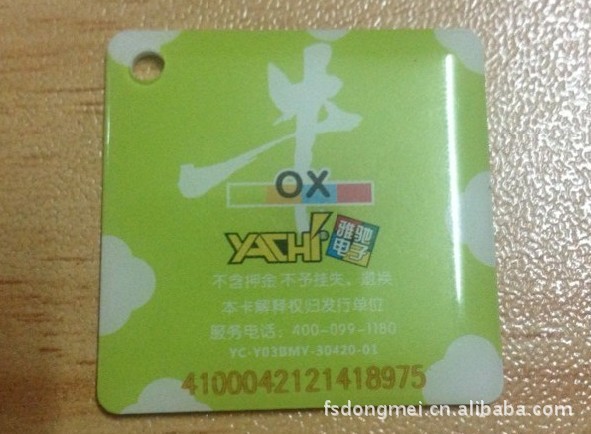 牛
OX
YACHI® 雅驰电子
不含押金 不予挂失、退换
本卡解释权归发行单位
服务电话：400-099-1180
YC-Y03ⅡMY-30420-01
41000421214189​75
fsdongmei.cn.alibaba.com